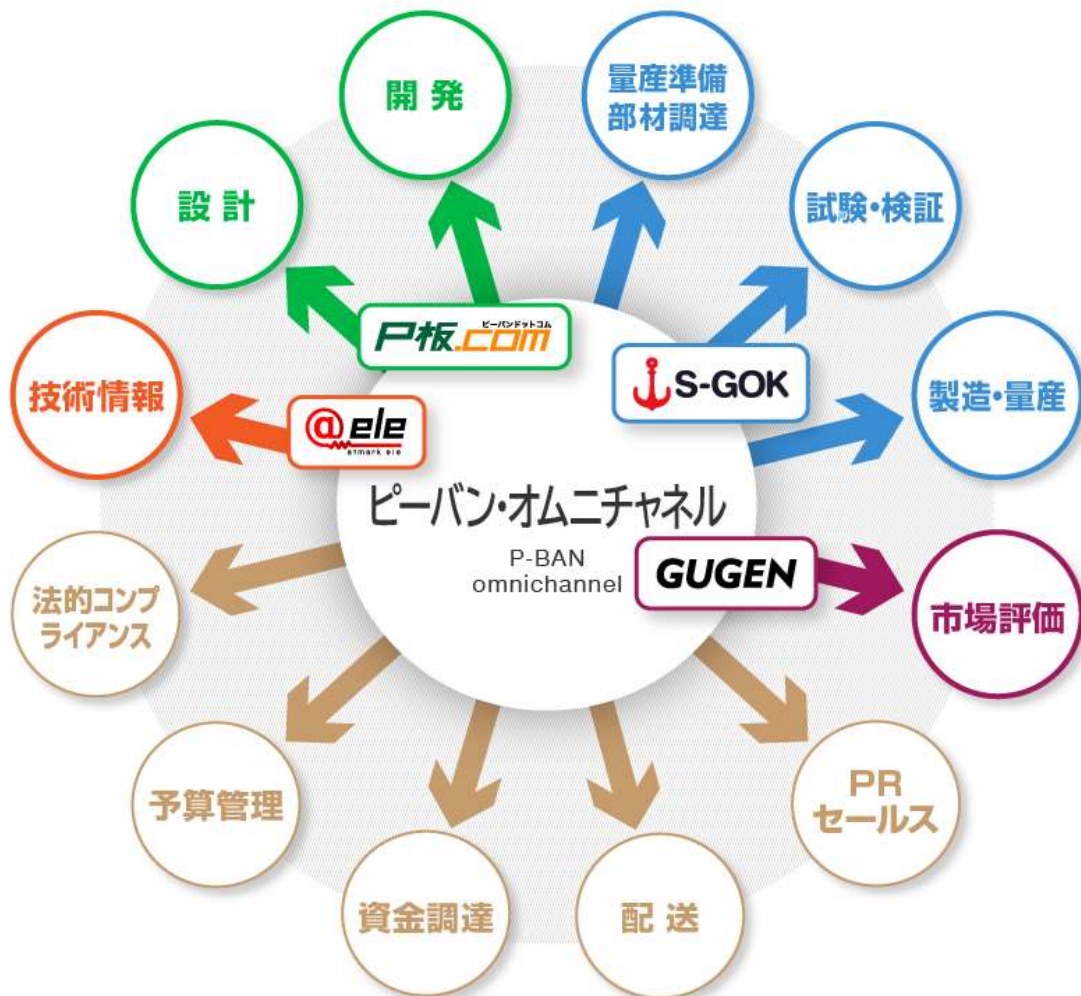 開発
量産準備
部材調達
設計
試験・検証
ピーバンドットコム
P板.com
技術情報
@ele
atmark ele
S-GOK
製造・量産
ピーバン・オムニチャネル
P-BAN
omnichannel
GUGEN
法的コンプ
ライアンス
市場評価
予算管理
PR
セールス
資金調達
配送